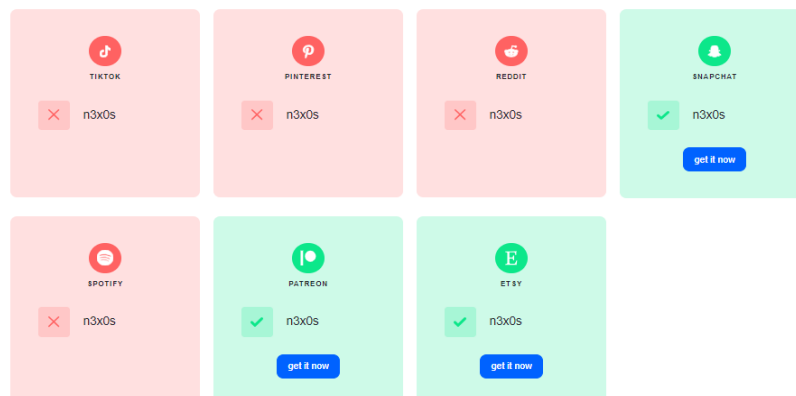 TIKTOK
n3x0s
PINTEREST
n3x0s
REDDIT
n3x0s
SNAPCHAT
n3x0s
get it now
SPOTIFY
n3x0s
PATREON
n3x0s
get it now
ETSY
n3x0s
get it now